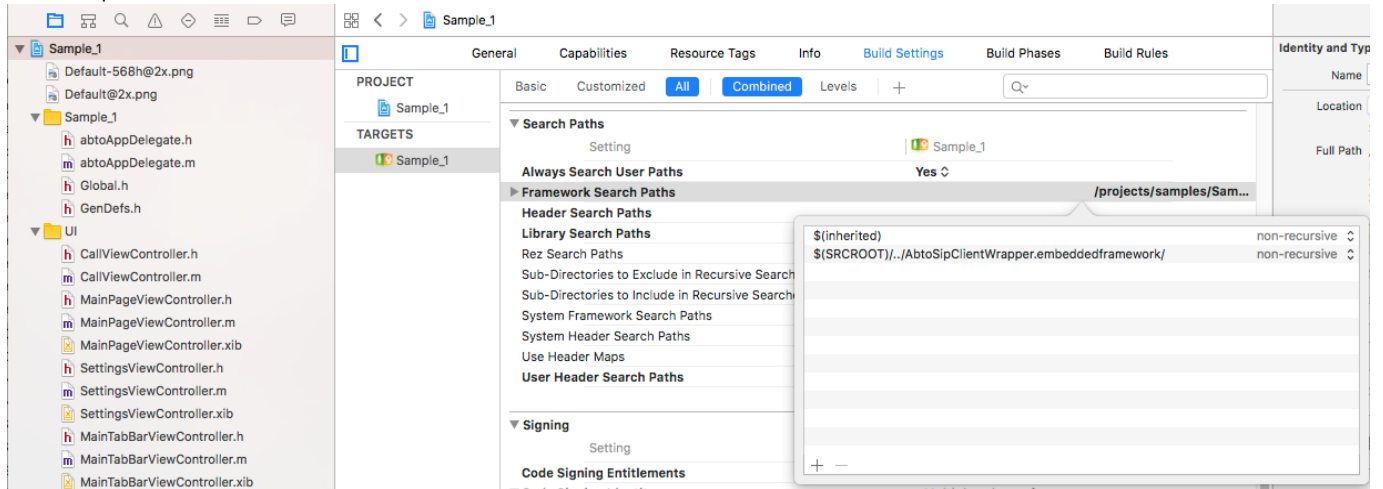 Sample_1
Sample_1
Default-568h@2x.png
Default@2x.png
Sample_1
abtoAppDelegate.h
abtoAppDelegate.m
Global.h
GenDefs.h
UI
CallViewController.h
CallViewController.m
MainPageViewController.h
MainPageViewController.m
MainPageViewController.xib
SettingsViewController.h
SettingsViewController.m
SettingsViewController.xib
MainTabBarViewController.h
MainTabBarViewController.m
MainTabBarViewController.xib
General Capabilities Resource Tags Info Build Settings Build Phases Build Rules
PROJECT
Sample_1
TARGETS
Sample_1
Basic Customized All Combined Levels +
Search Paths
Setting Sample_1
Always Search User Paths Yes
Framework Search Paths /projects/samples/Sam...
Header Search Paths
Library Search Paths
Rez Search Paths
Sub-Directories to Exclude in Recursive Search
Sub-Directories to Include in Recursive Searche
System Framework Search Paths
System Header Search Paths
Use Header Maps
User Header Search Paths
Signing
Setting
Code Signing Entitlements
$(inherited) non-recursive
$(SRCROOT)/../AbtoSipClientWrapper.embeddedframework/ non-recursive
+ −
Identity and Typ
Name
Location
Full Path